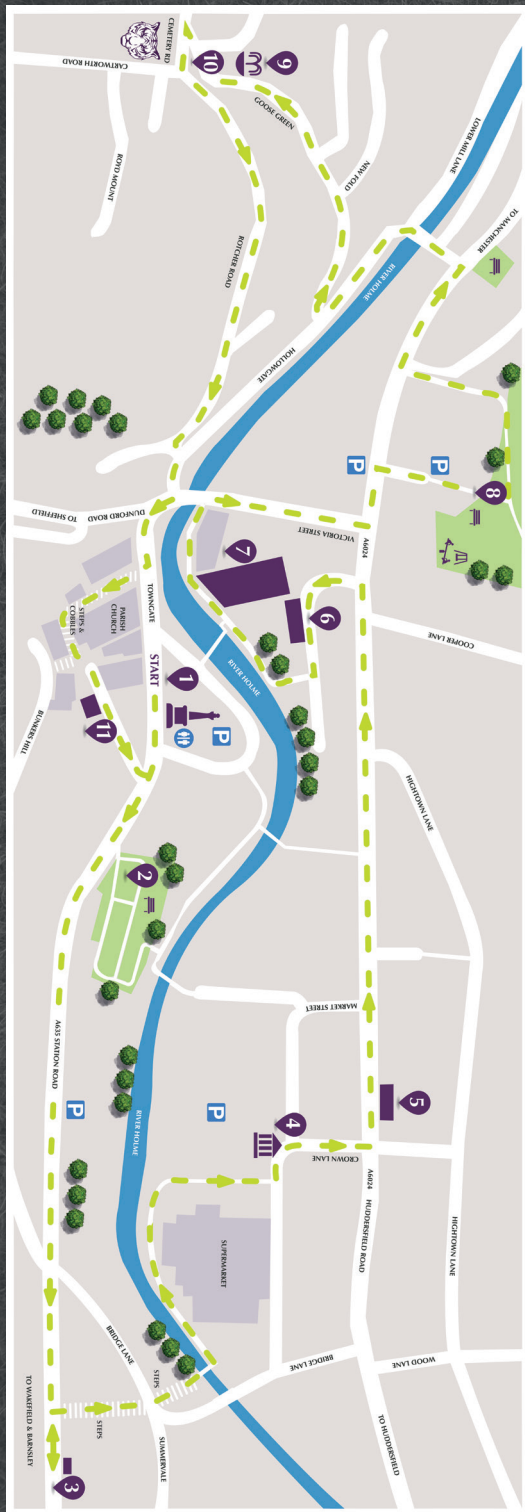 CEMETERY RD
CARTWORTH ROAD
10
9
GOOSE GREEN
NEW FOLD
ROYD MOUNT
ROTCHER ROAD
LOWER MILL LANE
TO MANCHESTER
RIVER HOLME
HOLLOWGATE
P
P
8
DUNFORD ROAD
TO SHEFFIELD
VICTORIA STREET
A6024
COOPER LANE
7
6
TOWNGATE
PARISH
CHURCH
STEPS &
COBBLES
START
1
RIVER HOLME
P
11
BUNKERS HILL
HIGHTOWN LANE
2
MARKET STREET
A635 STATION ROAD
P
RIVER HOLME
P
4
5
CROWN LANE
A6024
HUDDERSFIELD ROAD
HIGHTOWN LANE
SUPERMARKET
BRIDGE LANE
WOOD LANE
BRIDGE LANE
STEPS
STEPS
SUMMERVALE
TO HUDDERSFIELD
TO WAKEFIELD & BARNSLEY
3